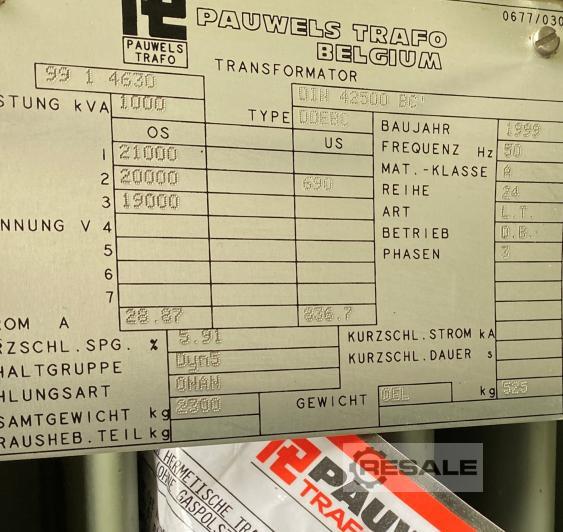 0677/030
PAUWELS TRAFO
BELGIUM
PAUWELS
TRAFO
TRANSFORMATOR
99 1 4630
DIN 42500 BC'
STUNG kVA 1000 TYPE DDEBC
OS US
BAUJAHR 1999
1 21000 FREQUENZ Hz 50
2 20000 690 MAT.-KLASSE A
3 19000 REIHE 24
NNUNG V 4 ART L.T.
5 BETRIEB D.B.
6 PHASEN 3
7
OM A 28.87 836.7
RZSCHL.SPG. % 5.91 KURZSCHL.STROM kA
HALTGRUPPE Dyn5 KURZSCHL.DAUER s
HLUNGSART ONAN
SAMTGEWICHT kg 2300 GEWICHT OEL kg 525
RAUSHEB.TEIL kg
HERMETISCHE TRA
OHNE GASPOLS
PAU
TRAF
RESALE